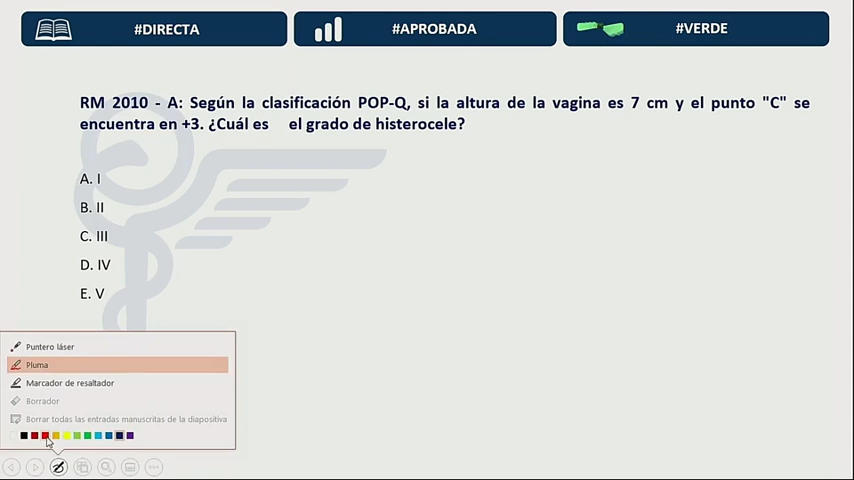 #DIRECTA
#APROBADA
#VERDE
RM 2010 - A: Según la clasificación POP-Q, si la altura de la vagina es 7 cm y el punto "C" se
encuentra en +3. ¿Cuál es el grado de histerocele?
A. I
B. II
C. III
D. IV
E. V
Puntero láser
Pluma
Marcador de resaltador
Borrador
Borrar todas las entradas manuscritas de la diapositiva